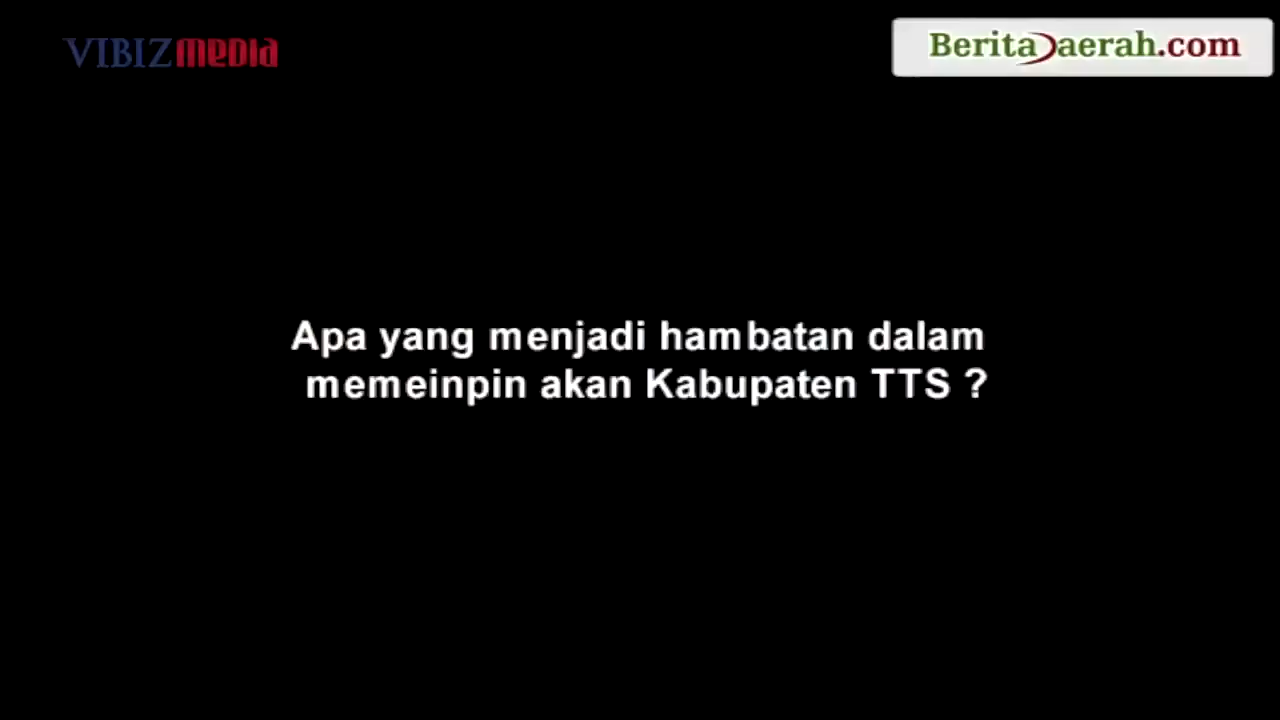 VIBIZMEDIA
BeritaDaerah.com
Apa yang menjadi hambatan dalam
memeinpin akan Kabupaten TTS ?